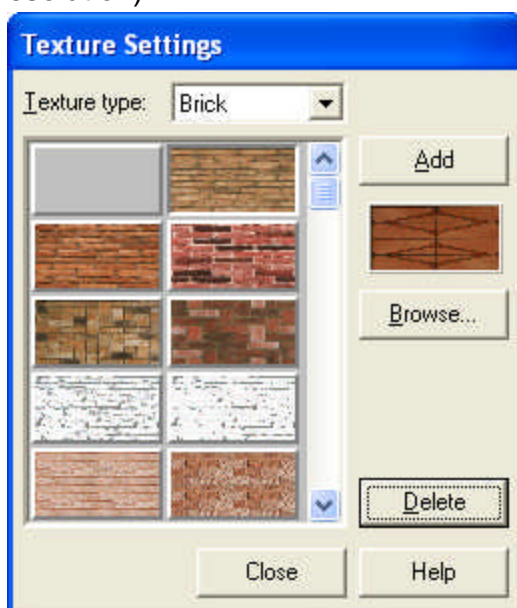 Texture Settings
Texture type: Brick
Add
Browse...
Delete
Close Help